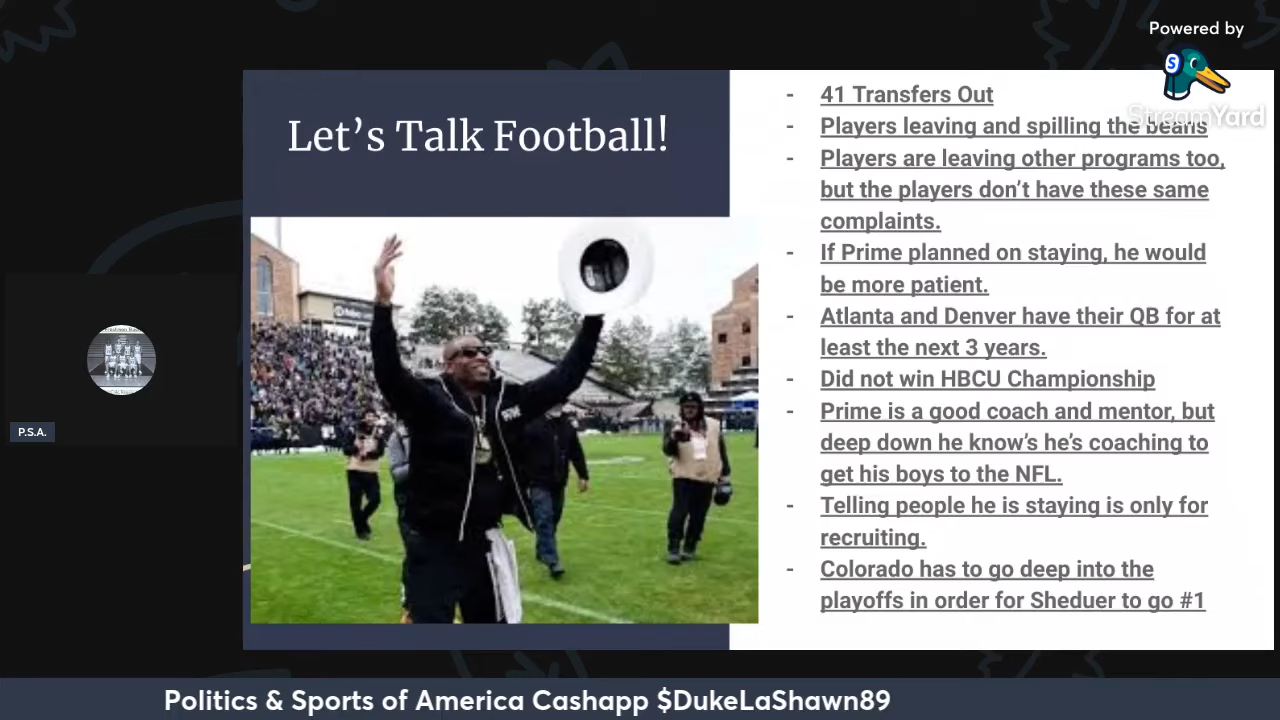 Powered by
StreamYard
Let's Talk Football!
- 41 Transfers Out
- Players leaving and spilling the beans
- Players are leaving other programs too,
but the players don't have these same
complaints.
- If Prime planned on staying, he would
be more patient.
- Atlanta and Denver have their QB for at
least the next 3 years.
- Did not win HBCU Championship
- Prime is a good coach and mentor, but
deep down he know's he's coaching to
get his boys to the NFL.
- Telling people he is staying is only for
recruiting.
- Colorado has to go deep into the
playoffs in order for Sheduer to go #1
P.S.A.
Politics & Sports of America Cashapp $DukeLaShawn89